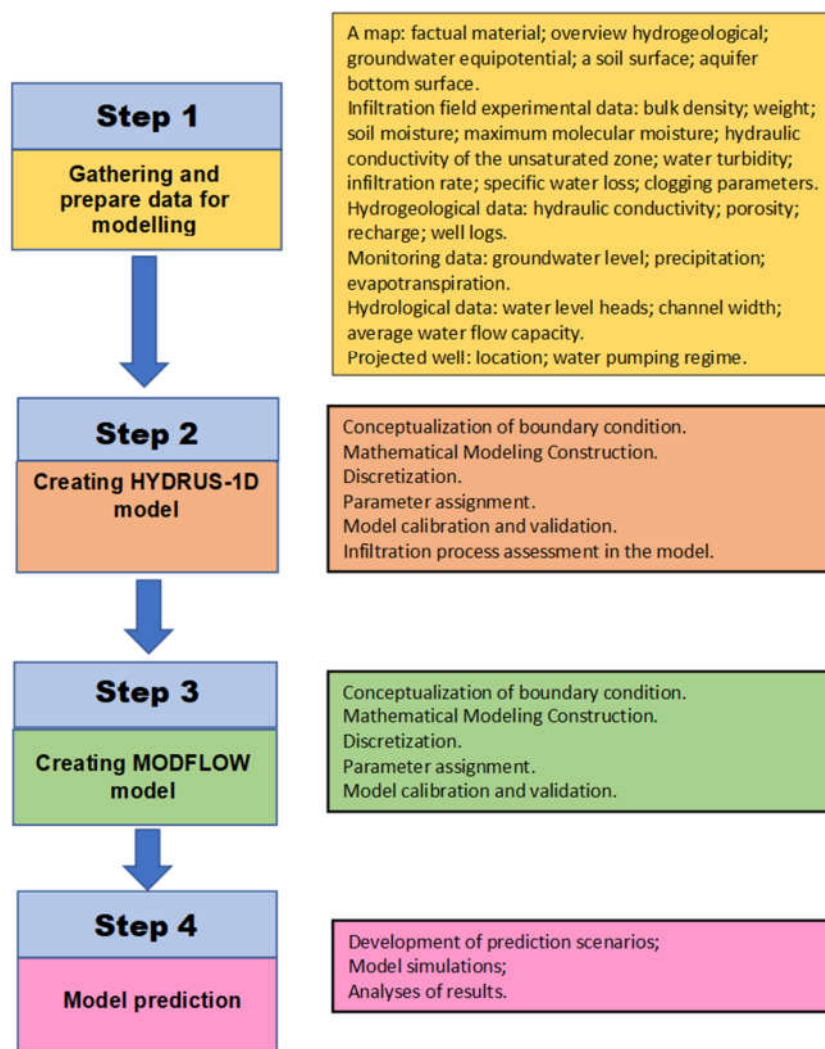 Step 1
Gathering and
prepare data for
modelling
A map: factual material; overview hydrogeological;
groundwater equipotential; a soil surface; aquifer
bottom surface.
Infiltration field experimental data: bulk density; weight;
soil moisture; maximum molecular moisture; hydraulic
conductivity of the unsaturated zone; water turbidity;
infiltration rate; specific water loss; clogging parameters.
Hydrogeological data: hydraulic conductivity; porosity;
recharge; well logs.
Monitoring data: groundwater level; precipitation;
evapotranspiration.
Hydrological data: water level heads; channel width;
average water flow capacity.
Projected well: location; water pumping regime.
Step 2
Creating HYDRUS-1D
model
Conceptualization of boundary condition.
Mathematical Modeling Construction.
Discretization.
Parameter assignment.
Model calibration and validation.
Infiltration process assessment in the model.
Step 3
Creating MODFLOW
model
Conceptualization of boundary condition.
Mathematical Modeling Construction.
Discretization.
Parameter assignment.
Model calibration and validation.
Step 4
Model prediction
Development of prediction scenarios;
Model simulations;
Analyses of results.